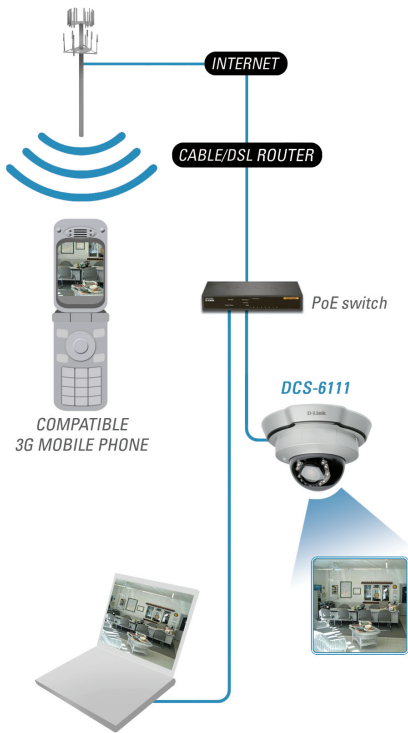 INTERNET
CABLE/DSL ROUTER
PoE switch
DCS-6111
D-Link
COMPATIBLE
3G MOBILE PHONE